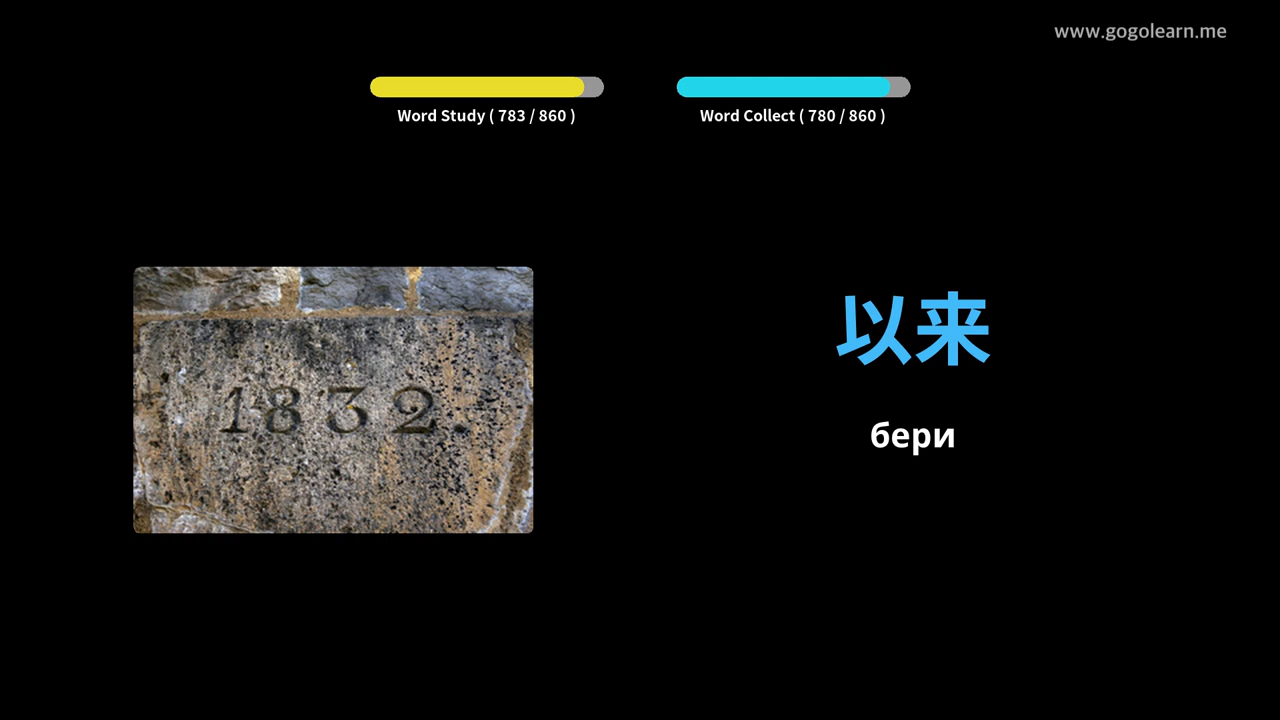 www.gogolearn.me
Word Study ( 783 / 860 )
Word Collect ( 780 / 860 )
1832.
以来
бери